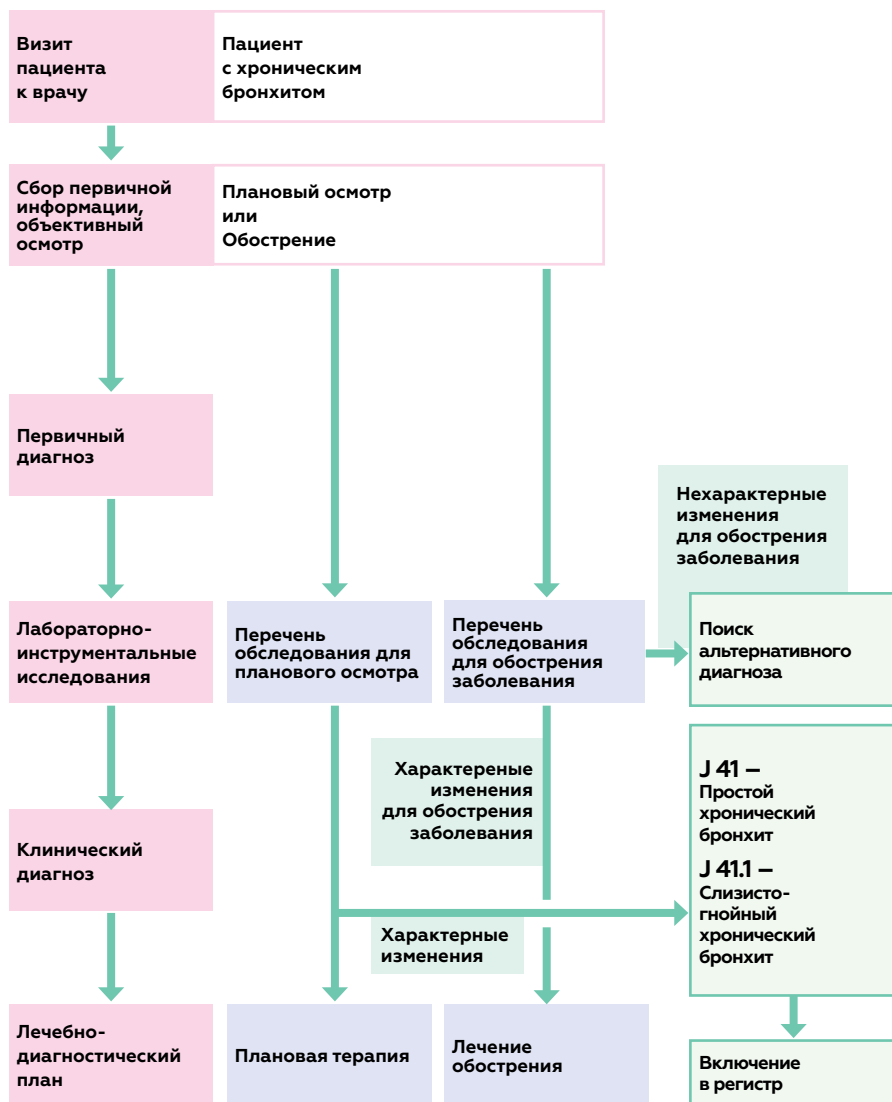 Визит
пациента
к врачу
Пациент
с хроническим
бронхитом
Сбор первичной
информации,
объективный
осмотр
Плановый осмотр
или
Обострение
Первичный
диагноз
Нехарактерные
изменения
для обострения
заболевания
Лабораторно-
инструментальные
исследования
Перечень
обследования для
планового осмотра
Перечень
обследования
для обострения
заболевания
Поиск
альтернативного
диагноза
Характереные
изменения
для обострения
заболевания
J 41 –
Простой
хронический
бронхит
J 41.1 –
Слизисто-
гнойный
хронический
бронхит
Клинический
диагноз
Характерные
изменения
Лечебно-
диагностический
план
Плановая терапия
Лечение
обострения
Включение
в регистр